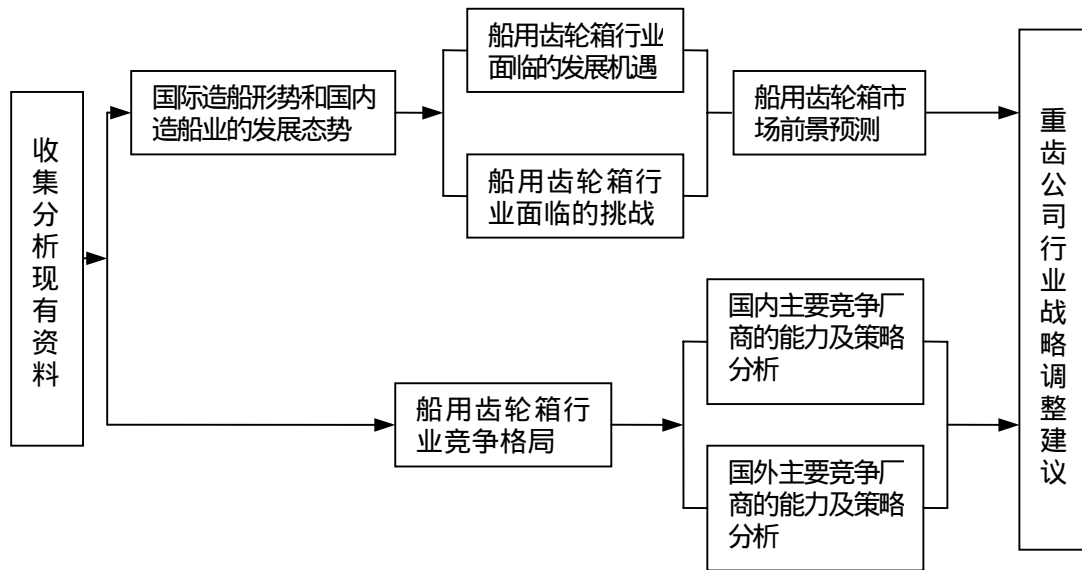 收集分析现有资料
国际造船形势和国内
造船业的发展态势
船用齿轮箱行业
面临的发展机遇
船用齿轮箱行
业面临的挑战
船用齿轮箱市
场前景预测
船用齿轮箱行
业竞争格局
国内主要竞争厂
商的能力及策略
分析
国外主要竞争厂
商的能力及策略
分析
重齿公司行业战略调整建议